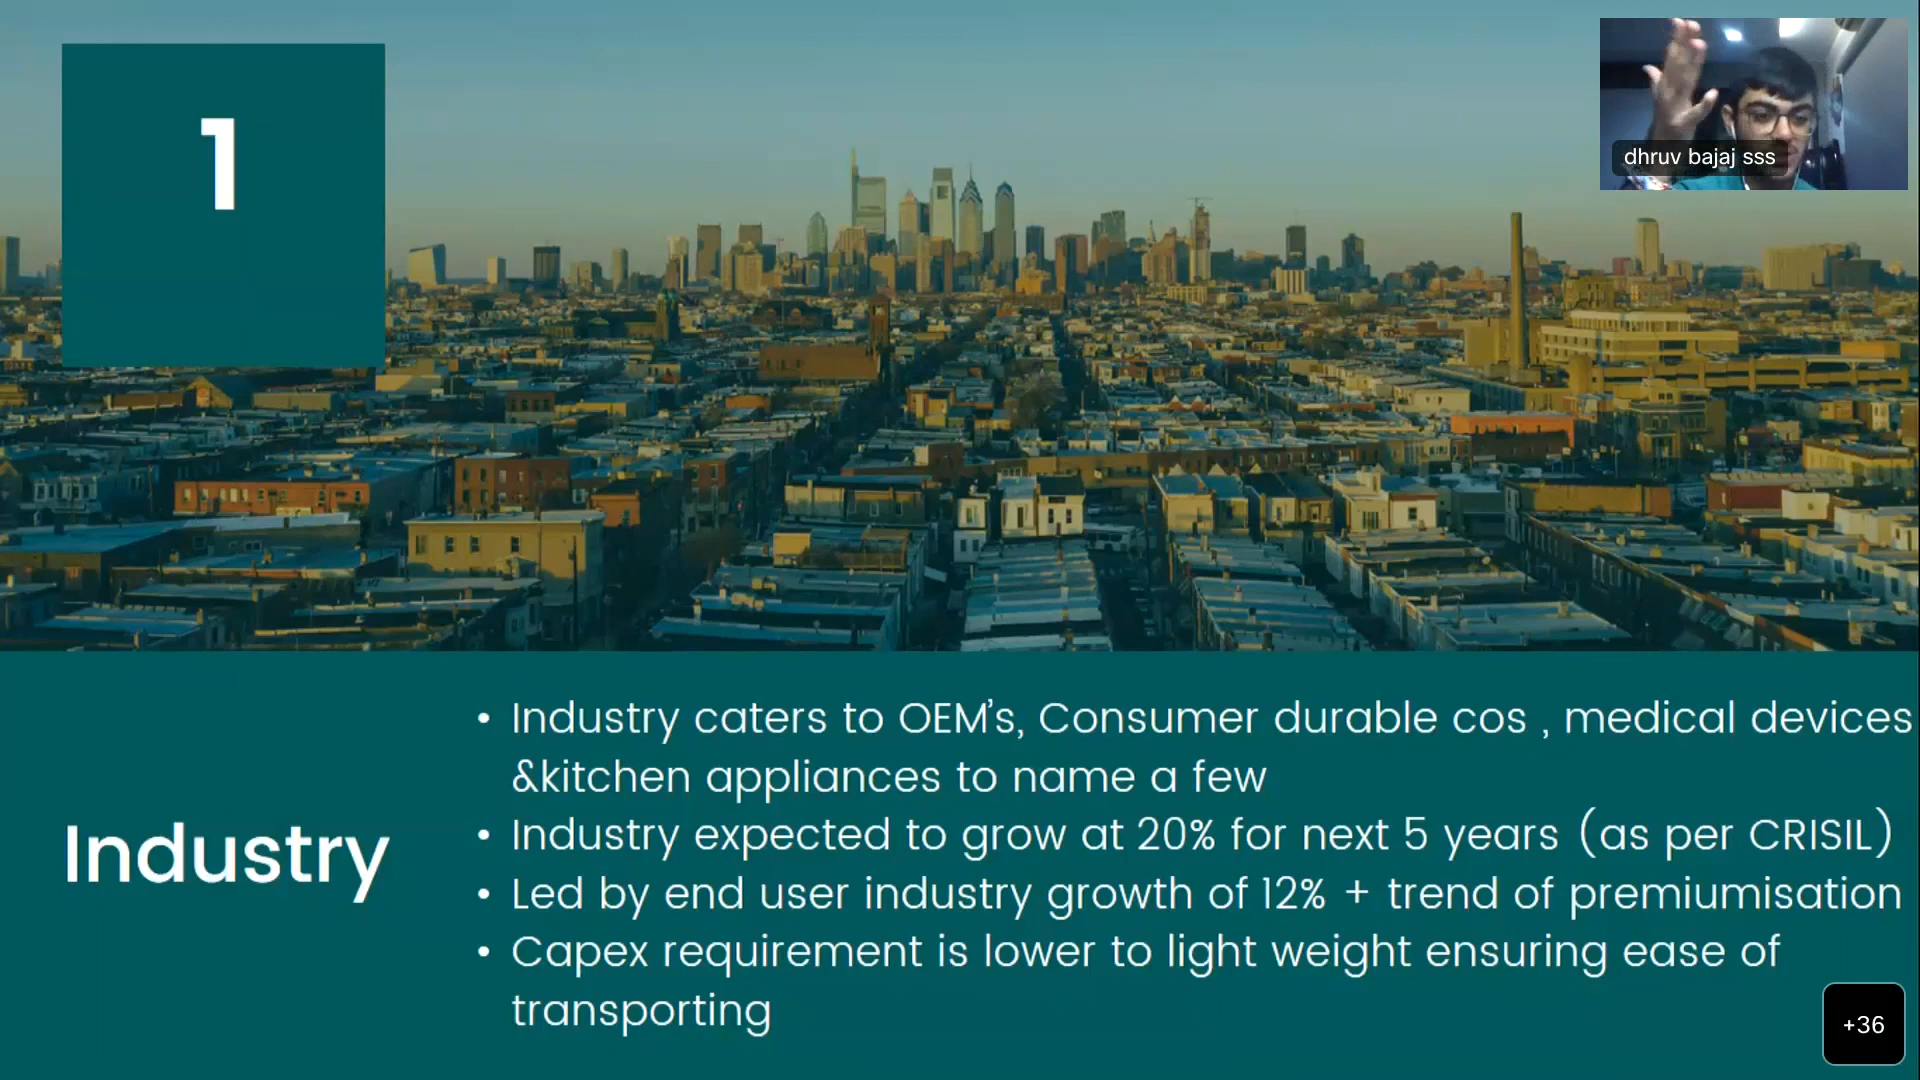 1
dhruv bajaj sss
Industry
• Industry caters to OEM's, Consumer durable cos , medical devices
&kitchen appliances to name a few
• Industry expected to grow at 20% for next 5 years (as per CRISIL)
• Led by end user industry growth of 12% + trend of premiumisation
• Capex requirement is lower to light weight ensuring ease of
transporting
+36